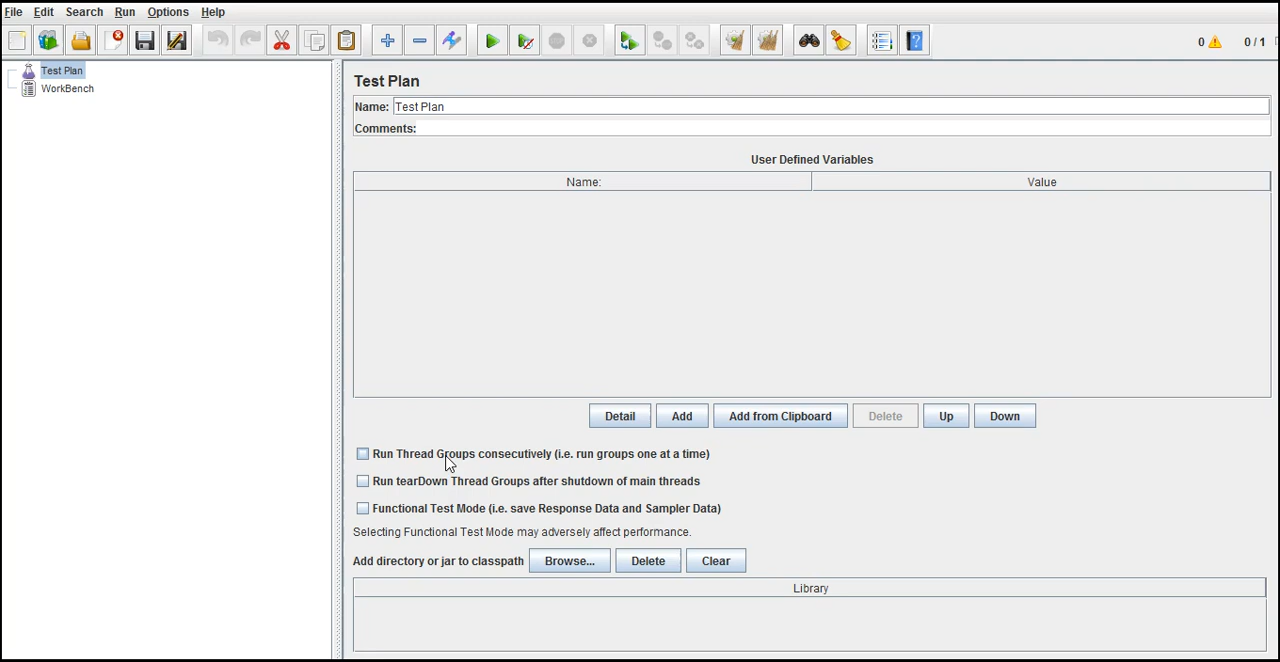 File Edit Search Run Options Help
0 0 / 1
Test Plan
WorkBench
Test Plan
Name: Test Plan
Comments:
User Defined Variables
Name: Value
Detail Add Add from Clipboard Delete Up Down
Run Thread Groups consecutively (i.e. run groups one at a time)
Run tearDown Thread Groups after shutdown of main threads
Functional Test Mode (i.e. save Response Data and Sampler Data)
Selecting Functional Test Mode may adversely affect performance.
Add directory or jar to classpath Browse... Delete Clear
Library